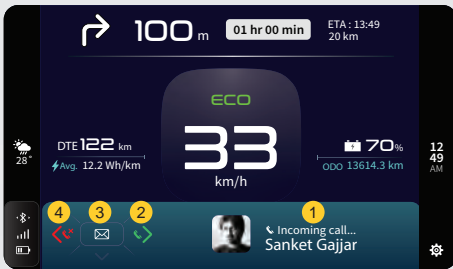 100 m
01 hr 00 min
ETA : 13:49
20 km
ECO
33
km/h
DTE 122 km
Avg. 12.2 Wh/km
70%
ODO 13614.3 km
28°
12
49
AM
4
3
2
1
Incoming call...
Sanket Gajjar